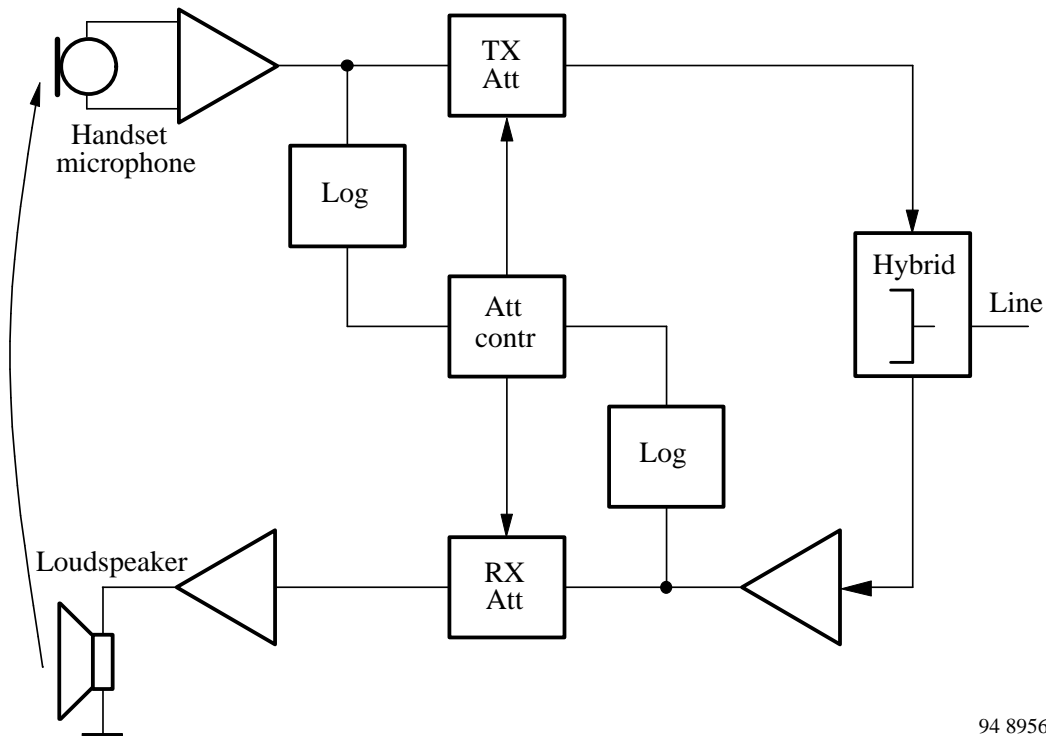 TX
Att
Handset
microphone
Log
Hybrid
Att
contr
Line
Log
Loudspeaker
RX
Att
94 8956